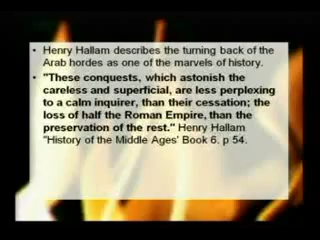 • Henry Hallam describes the turning back of the
Arab hordes as one of the marvels of history.
• "These conquests, which astonish the
careless and superficial, are less perplexing
to a calm inquirer, than their cessation; the
loss of half the Roman Empire, than the
preservation of the rest." Henry Hallam
"History of the Middle Ages' Book 6. p 54.